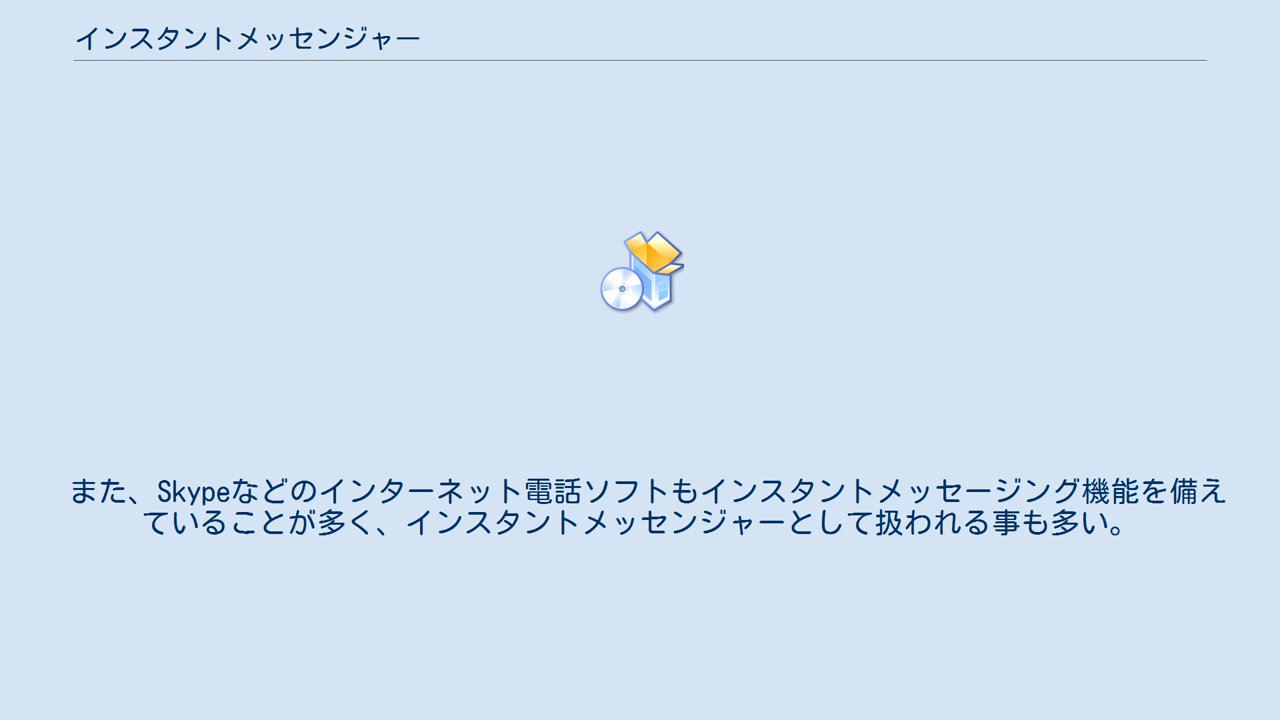 インスタントメッセンジャー
また、Skypeなどのインターネット電話ソフトもインスタントメッセージング機能を備え
ていることが多く、インスタントメッセンジャーとして扱われる事も多い。